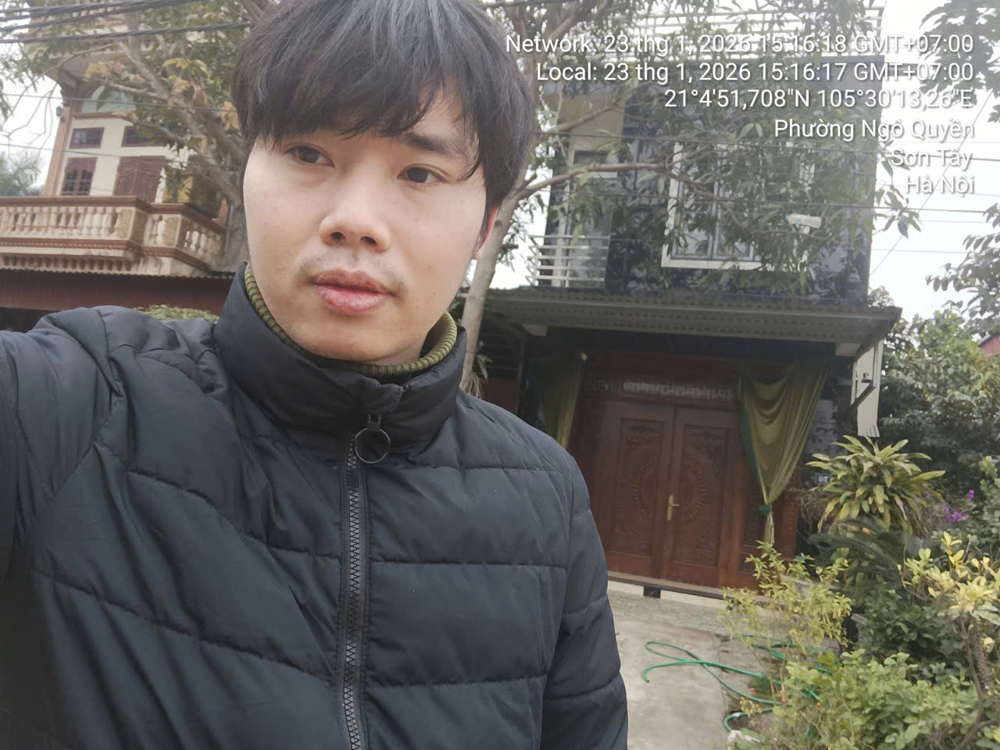 Network: 23 thg 1, 2026 15:16:18 GMT+07:00
Local: 23 thg 1, 2026 15:16:17 GMT+07:00
21°4'51,708"N 105°30'13,26"E
Phường Ngô Quyền
Sơn Tây
Hà Nội